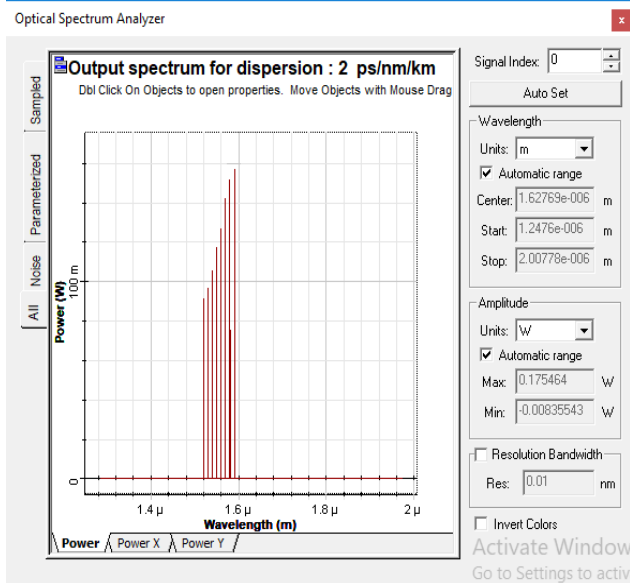 Optical Spectrum Analyzer
x
Output spectrum for dispersion : 2 ps/nm/km
Dbl Click On Objects to open properties. Move Objects with Mouse Drag
Sampled
Parameterized
Noise
All
Power (W)
100 m
0
1.4 µ
1.6 µ
1.8 µ
2 µ
Wavelength (m)
Power
Power X
Power Y
Signal Index: 0
Auto Set
Wavelength
Units: m
Automatic range
Center: 1.62769e-006 m
Start: 1.2476e-006 m
Stop: 2.00778e-006 m
Amplitude
Units: W
Automatic range
Max: 0.175464 W
Min: -0.00835543 W
Resolution Bandwidth
Res: 0.01 nm
Invert Colors
Activate Window
Go to Settings to activ